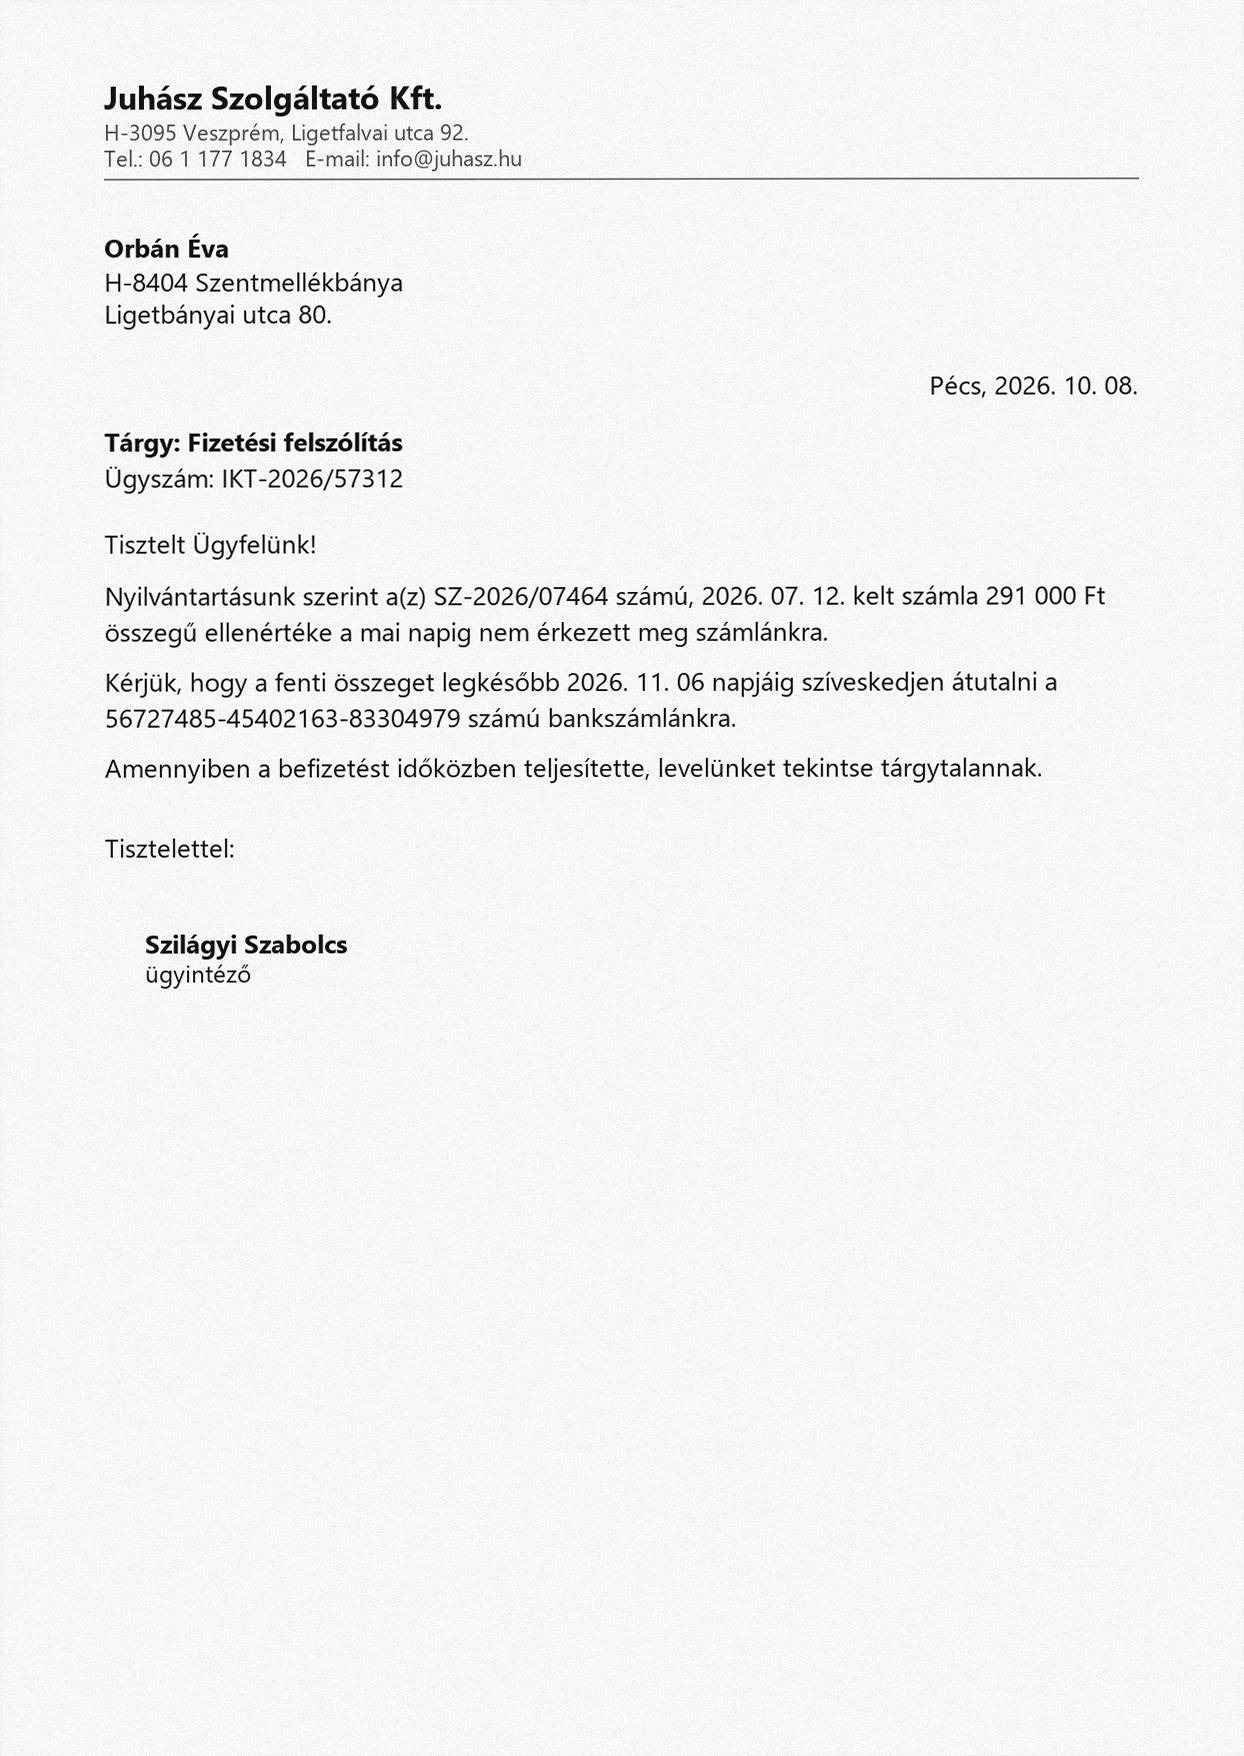 Juhász Szolgáltató Kft.
H-3095 Veszprém, Ligetfalvai utca 92.
Tel.: 06 1 177 1834 E-mail: info@juhasz.hu
Orbán Éva
H-8404 Szentmellékbánya
Ligetbányai utca 80.
Pécs, 2026. 10. 08.
Tárgy: Fizetési felszólítás
Ügyszám: IKT-2026/57312
Tisztelt Ügyfelünk!
Nyilvántartásunk szerint a(z) SZ-2026/07464 számú, 2026. 07. 12. kelt számla 291 000 Ft
összegű ellenértéke a mai napig nem érkezett meg számlánkra.
Kérjük, hogy a fenti összeget legkésőbb 2026. 11. 06 napjáig szíveskedjen átutalni a
56727485-45402163-83304979 számú bankszámlánkra.
Amennyiben a befizetést időközben teljesítette, levelünket tekintse tárgytalannak.
Tisztelettel:
Szilágyi Szabolcs
ügyintéző